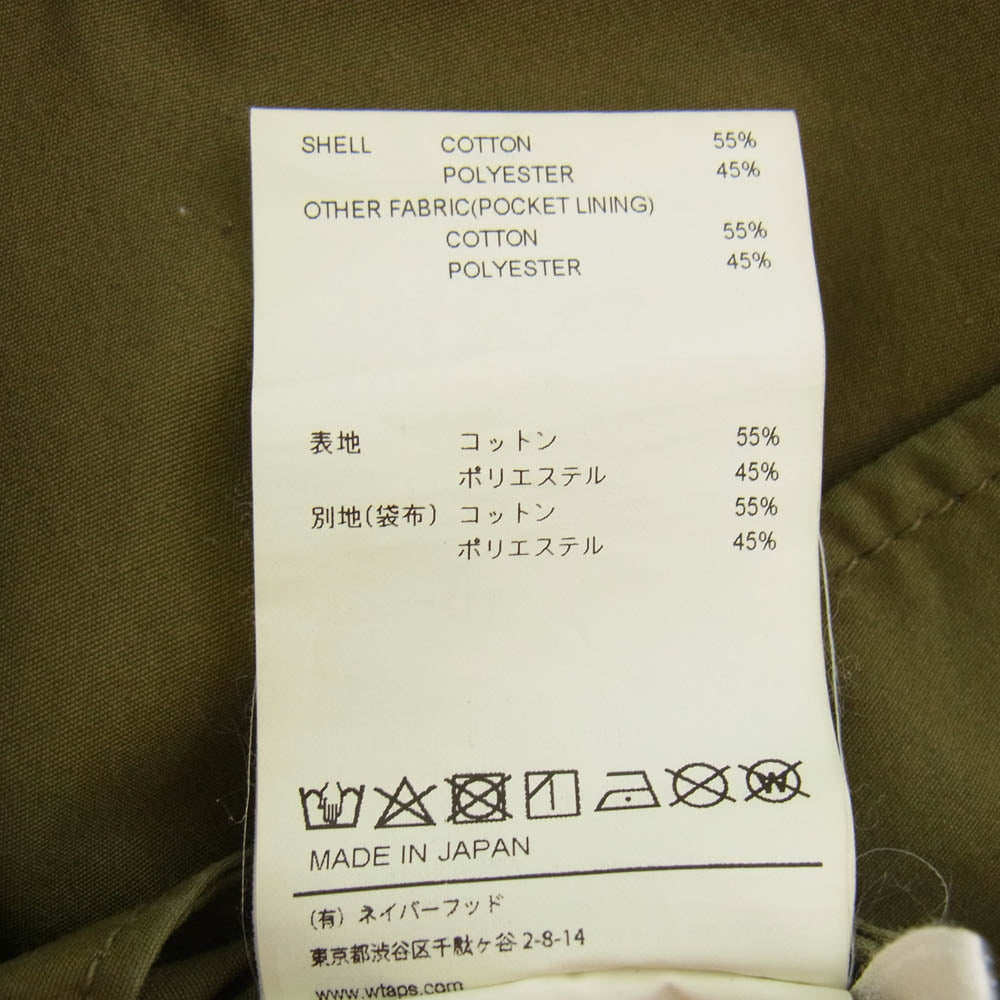 SHELL COTTON 55%
POLYESTER 45%
OTHER FABRIC(POCKET LINING)
COTTON 55%
POLYESTER 45%
表地 コットン 55%
ポリエステル 45%
別地(袋布) コットン 55%
ポリエステル 45%
W
MADE IN JAPAN
(有) ネイバーフッド
東京都渋谷区千駄ヶ谷 2-8-14
www.wtaps.com